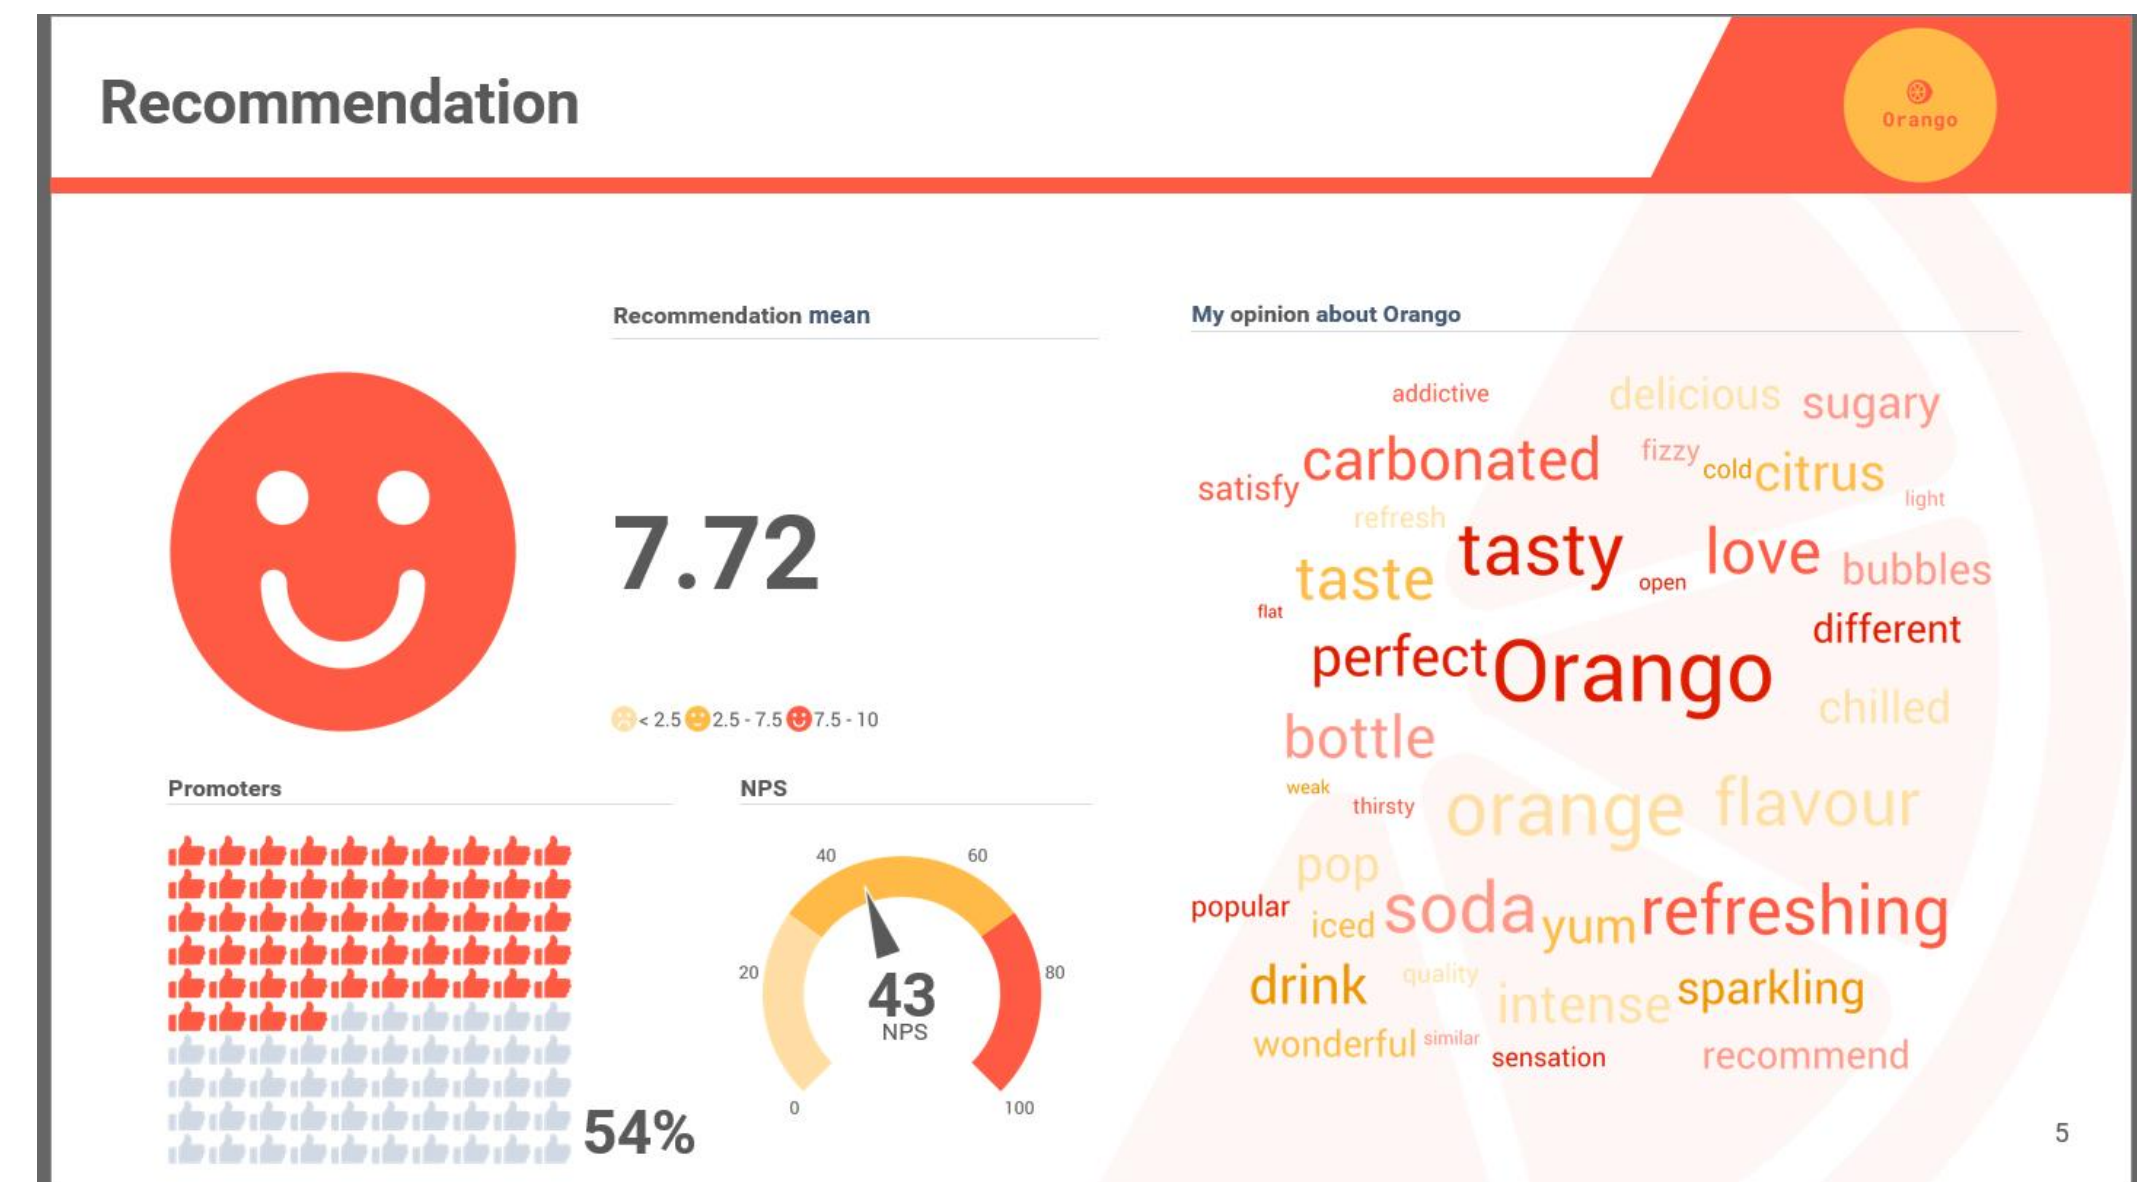 Recommendation
Orango
Recommendation mean
7.72
< 2.5 2.5 - 7.5 7.5 - 10
Promoters
54%
NPS
40 60
20 80
43
NPS
0 100
My opinion about Orango
addictive delicious sugary
carbonated fizzy cold citrus
satisfy light
refresh tasty love bubbles
taste open
flat different
perfect Orango
chilled
bottle
weak thirsty orange flavour
pop
popular iced soda yum refreshing
drink quality intense sparkling
wonderful similar sensation recommend
5